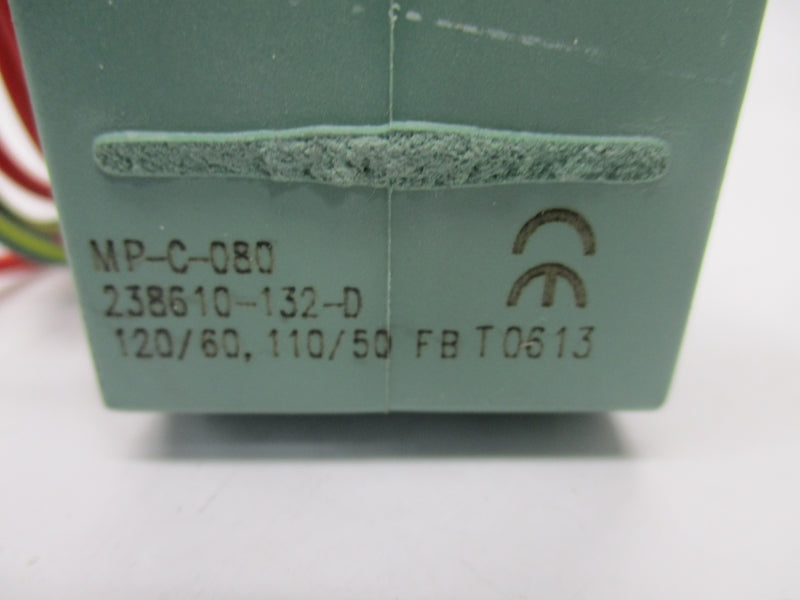 MP-C-080
238610-132-D
120/60, 110/50 FB T0613
CE